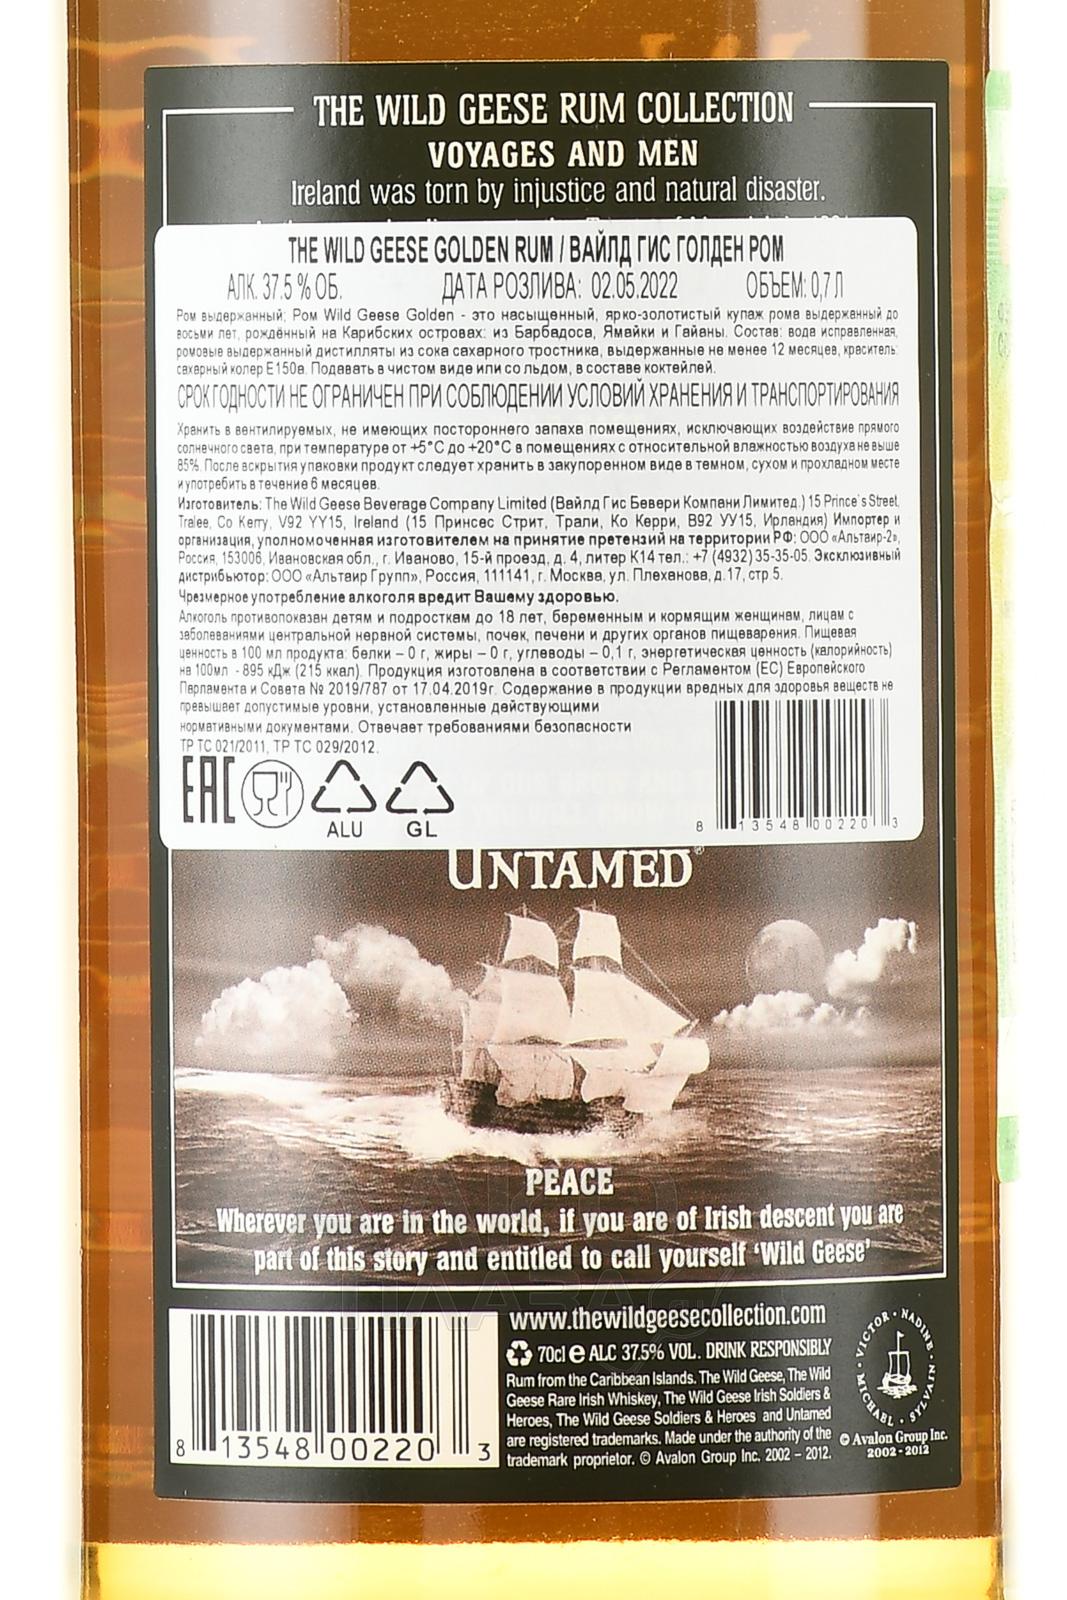 THE WILD GEESE RUM COLLECTION
VOYAGES AND MEN
Ireland was torn by injustice and natural disaster.
THE WILD GEESE GOLDEN RUM / ВАЙЛД ГИС ГОЛДЕН РОМ
АЛК. 37.5 % ОБ. ДАТА РОЗЛИВА: 02.05.2022 ОБЪЕМ: 0,7 Л
Ром выдержанный; Ром Wild Geese Golden - это насыщенный, ярко-золотистый купаж рома выдержанный до
восьми лет, рождённый на Карибских островах: из Барбадоса, Ямайки и Гайаны. Состав: вода исправленная,
ромовые выдержанный дистилляты из сока сахарного тростника, выдержанные не менее 12 месяцев, краситель:
сахарный колер Е150а. Подавать в чистом виде или со льдом, в составе коктейлей.
СРОК ГОДНОСТИ НЕ ОГРАНИЧЕН ПРИ СОБЛЮДЕНИИ УСЛОВИЙ ХРАНЕНИЯ И ТРАНСПОРТИРОВАНИЯ
Хранить в вентилируемых, не имеющих постороннего запаха помещениях, исключающих воздействие прямого
солнечного света, при температуре от +5°С до +20°С в помещениях с относительной влажностью воздуха не выше
85%. После вскрытия упаковки продукт следует хранить в закупоренном виде в темном, сухом и прохладном месте
и употребить в течение 6 месяцев.
Изготовитель: The Wild Geese Beverage Company Limited (Вайлд Гис Бевери Компани Лимитед.) 15 Prince's Street,
Tralee, Co Kerry, V92 YY15, Ireland (15 Принсес Стрит, Трали, Ко Керри, В92 УУ15, Ирландия) Импортер и
организация, уполномоченная изготовителем на принятие претензий на территории РФ: ООО «Альтаир-2»,
Россия, 153006, Ивановская обл., г. Иваново, 15-й проезд, д. 4, литер К14 тел.: +7 (4932) 35-35-05. Эксклюзивный
дистрибьютор: ООО «Альтаир Групп», Россия, 111141, г. Москва, ул. Плеханова, д.17, стр.5.
Чрезмерное употребление алкоголя вредит Вашему здоровью.
Алкоголь противопоказан детям и подросткам до 18 лет, беременным и кормящим женщинам, лицам с
заболеваниями центральной нервной системы, почек, печени и других органов пищеварения. Пищевая
ценность в 100 мл продукта: белки – 0 г, жиры – 0 г, углеводы – 0,1 г, энергетическая ценность (калорийность)
на 100мл - 895 кДж (215 ккал). Продукция изготовлена в соответствии с Регламентом (ЕС) Европейского
Парламента и Совета № 2019/787 от 17.04.2019г. Содержание в продукции вредных для здоровья веществ не
превышает допустимые уровни, установленные действующими
нормативными документами. Отвечает требованиями безопасности
ТР ТС 021/2011, ТР ТС 029/2012.
EAC
ALU GL
8 13548 00220 3
UNTAMED®
PEACE
Wherever you are in the world, if you are of Irish descent you are
part of this story and entitled to call yourself 'Wild Geese'
www.thewildgeesecollection.com
70cl e ALC 37.5% VOL. DRINK RESPONSIBLY
Rum from the Caribbean Islands. The Wild Geese, The Wild
Geese Rare Irish Whiskey, The Wild Geese Irish Soldiers &
Heroes, The Wild Geese Soldiers & Heroes and Untamed
are registered trademarks. Made under the authority of the
trademark proprietor. © Avalon Group Inc. 2002 – 2012.
VICTOR · NADINE · SYLVAIN · MICHAEL ·
© Avalon Group Inc.
2002 - 2012
8 13548 00220 3